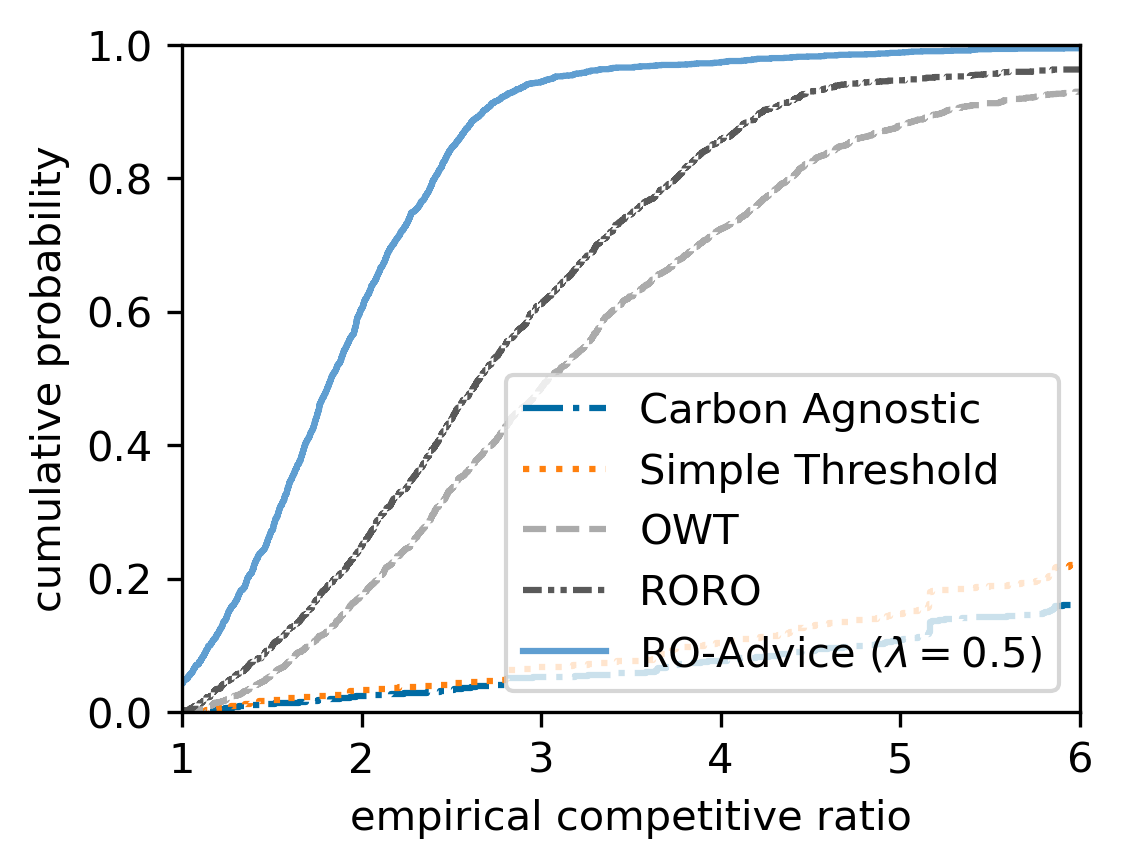 1.0
0.8
0.6
0.4
0.2
0.0
cumulative probability
Carbon Agnostic
Simple Threshold
OWT
RORO
RO-Advice (λ = 0.5)
1 2 3 4 5 6
empirical competitive ratio